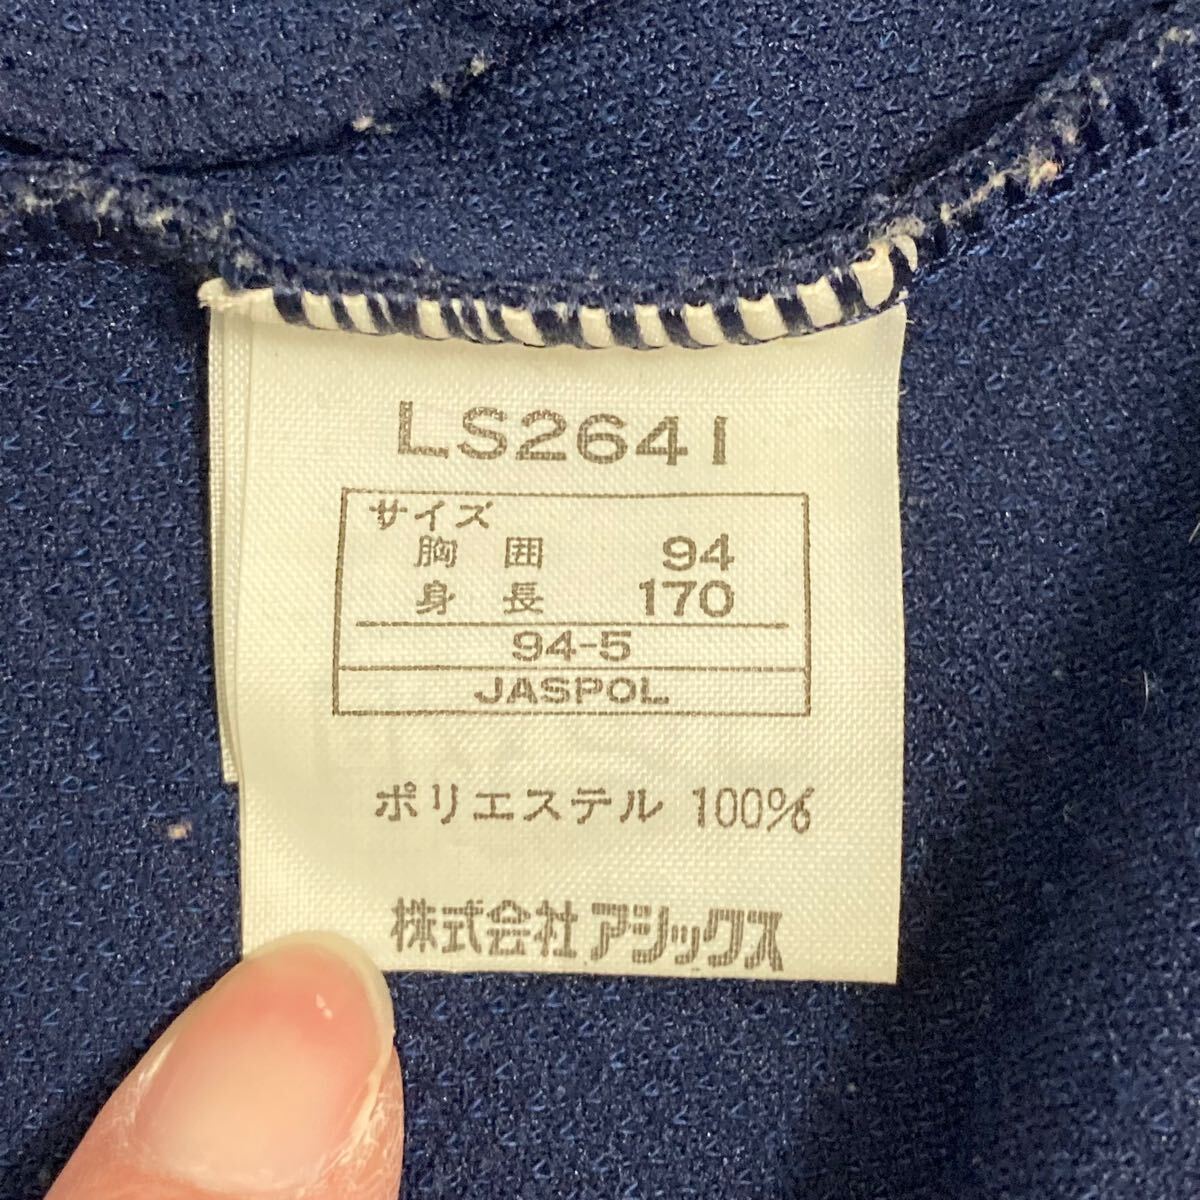 LS2641
サイズ
胸囲 94
身長 170
94-5
JASPOL
ポリエステル 100%
株式会社アシックス